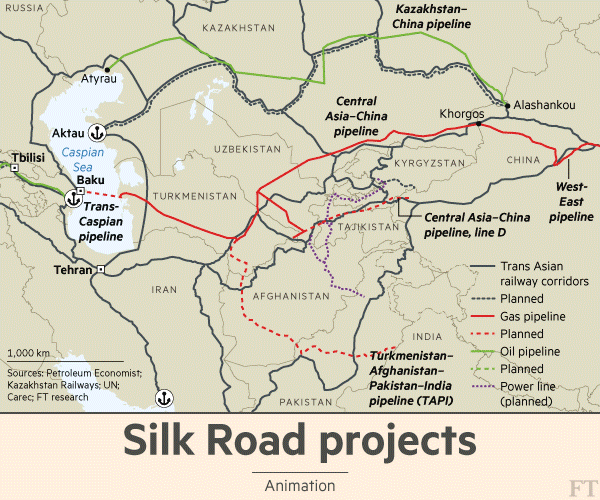 Kazakhstan–
China pipeline
RUSSIA
KAZAKHSTAN
Atyrau
Alashankou
Central
Asia–China
pipeline
Khorgos
Aktau
Caspian
Sea
UZBEKISTAN
Tbilisi
KYRGYZSTAN
CHINA
Baku
TURKMENISTAN
West-
East
pipeline
Trans-
Caspian
pipeline
TAJIKISTAN
Central Asia–China
pipeline, line D
Tehran
IRAN
AFGHANISTAN
Trans Asian
railway corridors
Planned
Gas pipeline
Planned
Oil pipeline
Planned
Power line
(planned)
INDIA
1,000 km
Turkmenistan–
Afghanistan–
Pakistan–India
pipeline (TAPI)
Sources: Petroleum Economist;
Kazakhstan Railways; UN;
Carec; FT research
PAKISTAN
Silk Road projects
Animation
FT